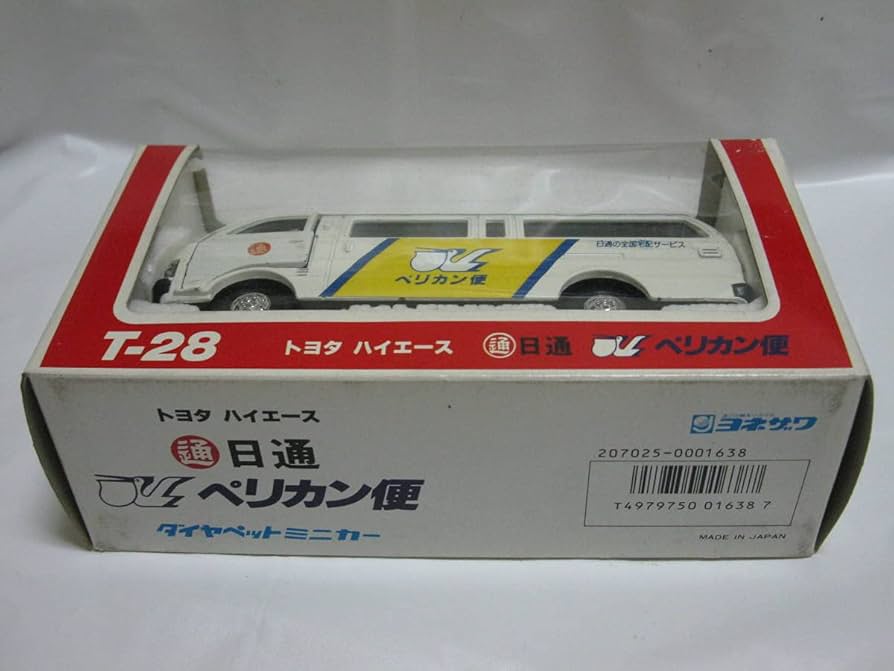 通
日通の全国宅配サービス
ペリカン便
T-28 トヨタ ハイエース 通 日通 ペリカン便
トヨタ ハイエース
通 日通
ペリカン便
ダイヤペットミニカー
ヨネザワ
207025-0001638
T4979750 01638 7
MADE IN JAPAN